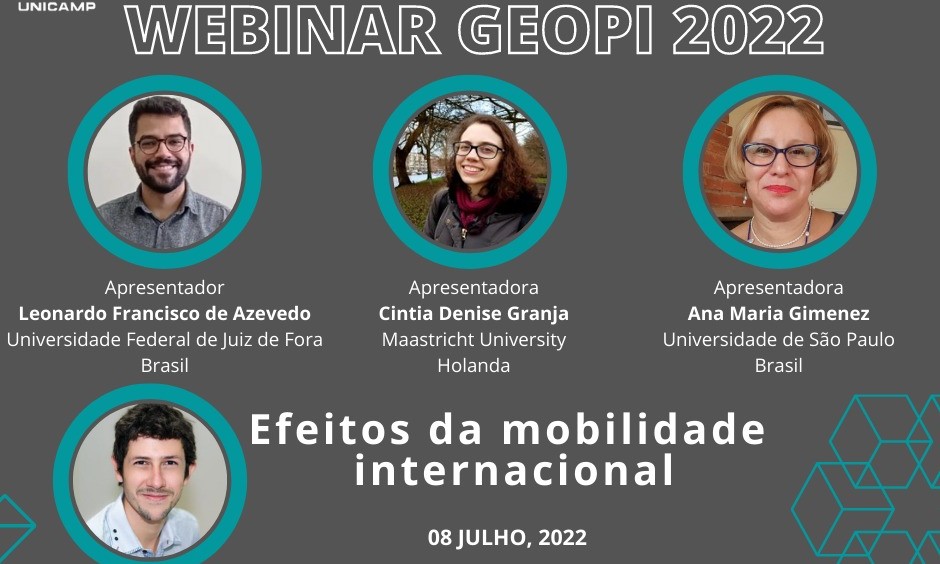 UNICAMP
WEBINAR GEOPI 2022
Apresentador
Leonardo Francisco de Azevedo
Universidade Federal de Juiz de Fora
Brasil
Apresentadora
Cintia Denise Granja
Maastricht University
Holanda
Apresentadora
Ana Maria Gimenez
Universidade de São Paulo
Brasil
Efeitos da mobilidade
internacional
08 JULHO, 2022